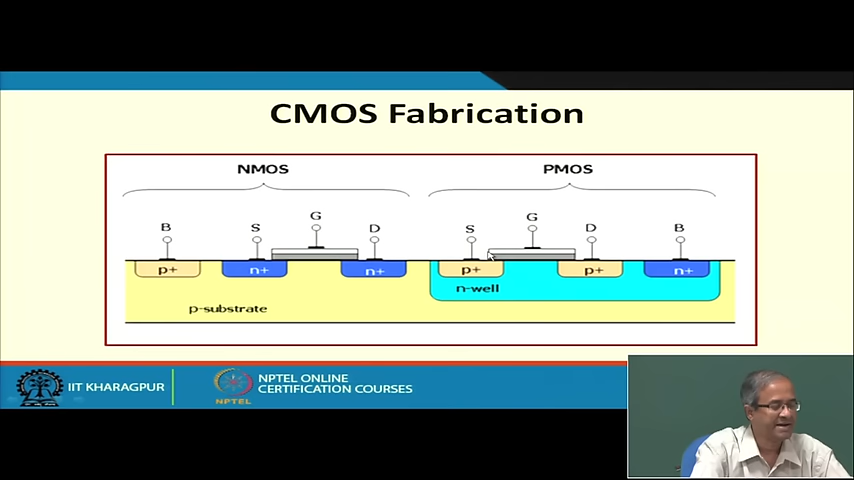 CMOS Fabrication
NMOS PMOS
B S G D S G D B
p+ n+ n+ p+ p+ n+
n-well
p-substrate
IIT KHARAGPUR
NPTEL
NPTEL ONLINE
CERTIFICATION COURSES